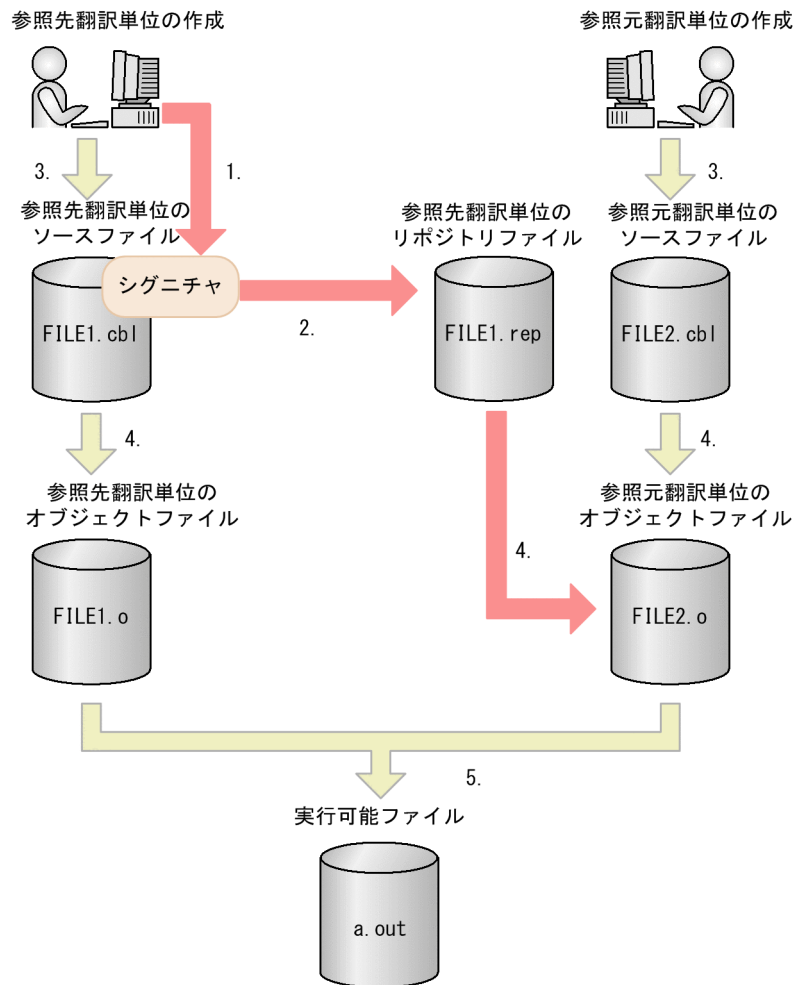 参照先翻訳単位の作成
参照元翻訳単位の作成
3.
1.
3.
参照先翻訳単位の
ソースファイル
参照先翻訳単位の
リポジトリファイル
参照元翻訳単位の
ソースファイル
シグニチャ
FILE1.cbl
2.
FILE1.rep
FILE2.cbl
4.
4.
参照先翻訳単位の
オブジェクトファイル
参照元翻訳単位の
オブジェクトファイル
4.
FILE1.o
FILE2.o
5.
実行可能ファイル
a.out